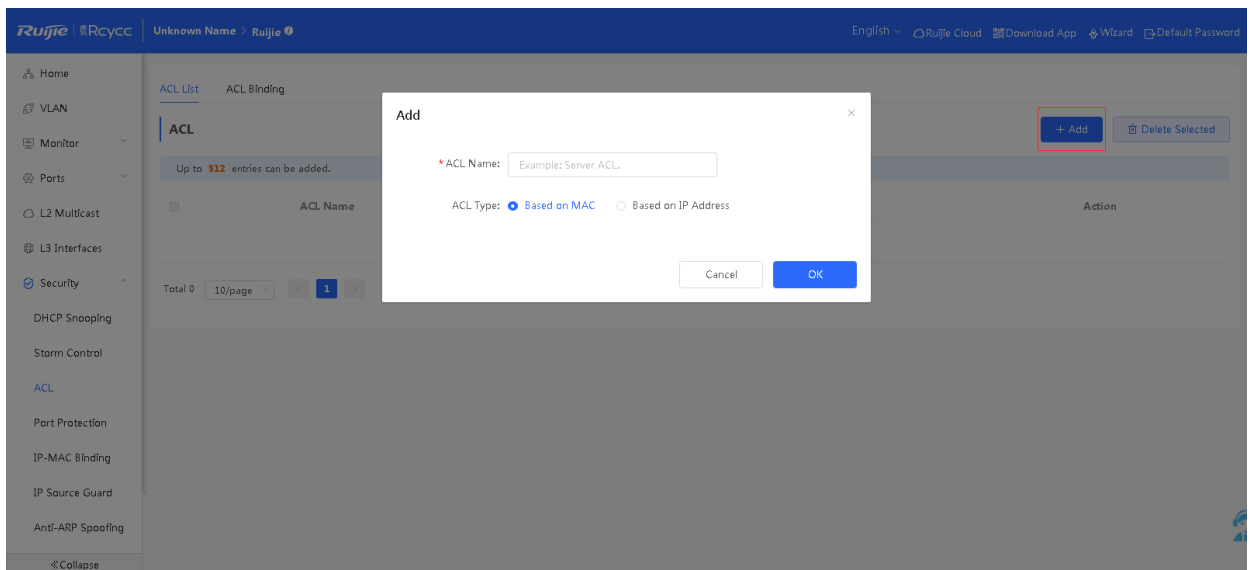 Ruijie | Rcycc Unknown Name > Ruijie English Ruijie Cloud Download App Wizard Default Password
Home
VLAN
Monitor
Ports
L2 Multicast
L3 Interfaces
Security
DHCP Snooping
Storm Control
ACL
Port Protection
IP-MAC Binding
IP Source Guard
Anti-ARP Spoofing
Collapse
ACL List ACL Binding
ACL
+ Add Delete Selected
Up to 512 entries can be added.
ACL Name Action
Total 0 10/page < 1 >
Add ×
* ACL Name: Example: Server ACL.
ACL Type: Based on MAC Based on IP Address
Cancel OK